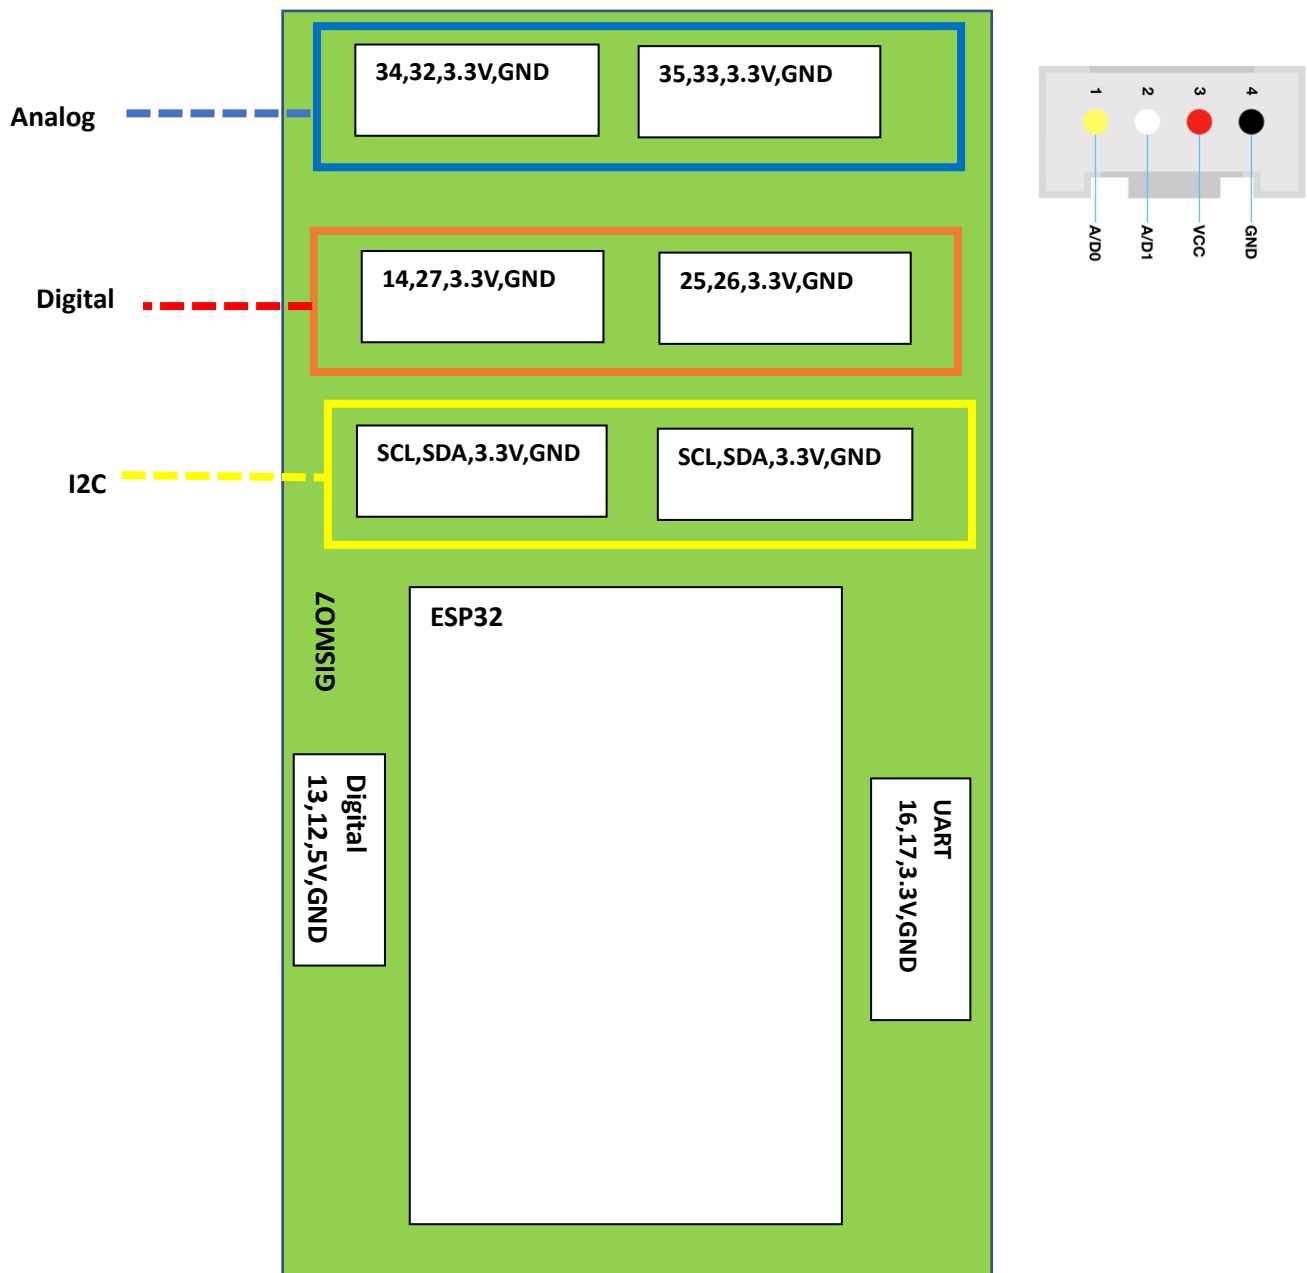 34,32,3.3V,GND
35,33,3.3V,GND
Analog
1
2
3
4
A/D0
A/D1
VCC
GND
14,27,3.3V,GND
25,26,3.3V,GND
Digital
SCL,SDA,3.3V,GND
SCL,SDA,3.3V,GND
I2C
GISMO7
ESP32
Digital
13,12,5V,GND
UART
16,17,3.3V,GND